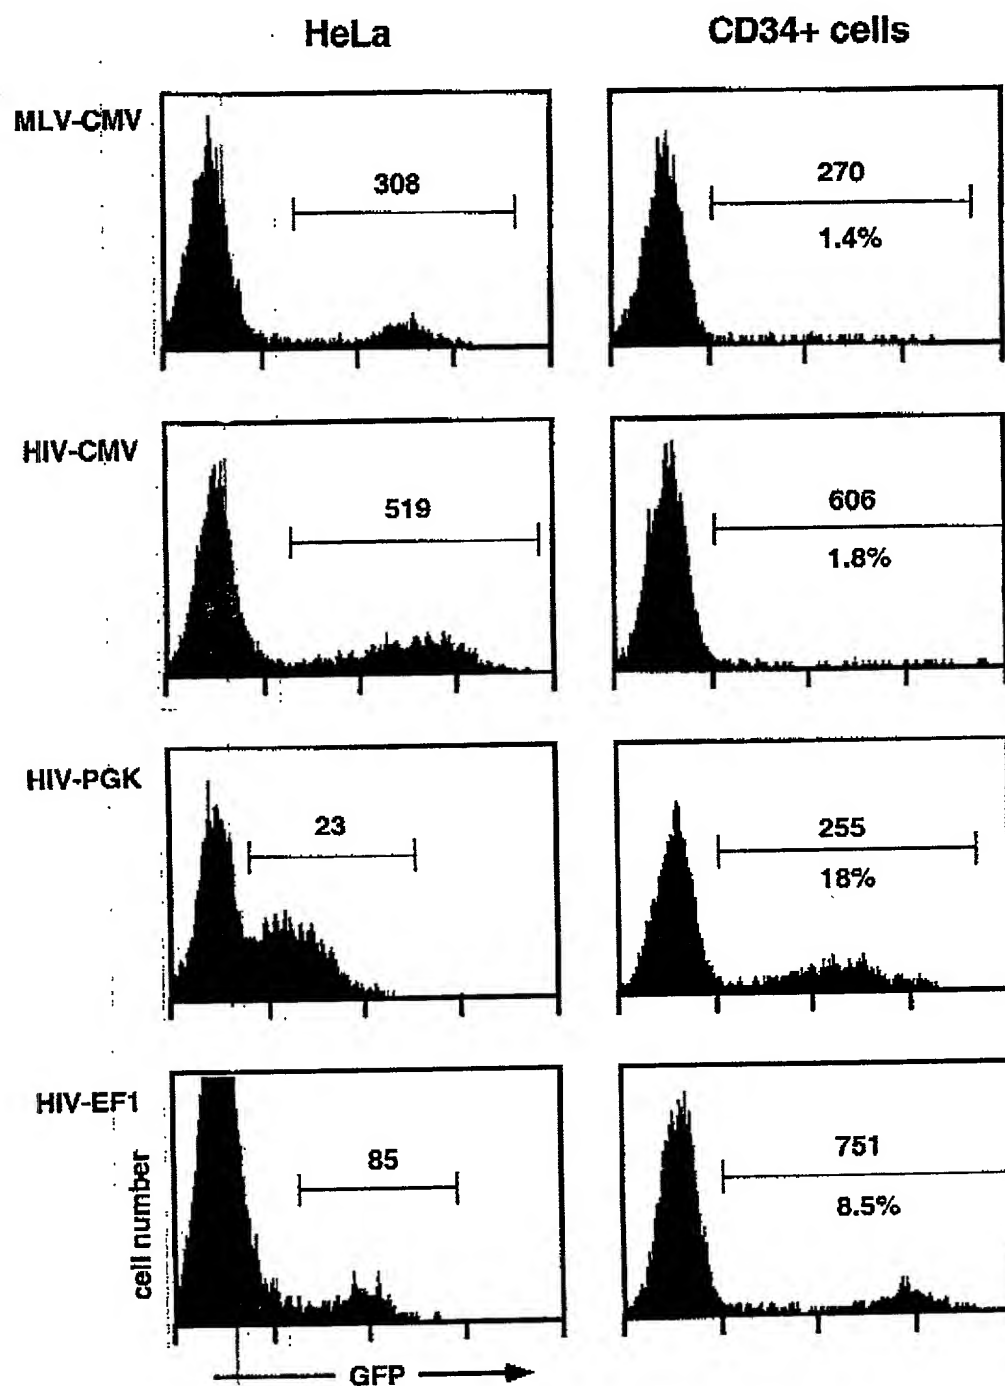 HeLa
CD34+ cells
MLV-CMV
308
270
1.4%
HIV-CMV
519
606
1.8%
HIV-PGK
23
255
18%
HIV-EF1
85
751
8.5%
cell number
GFP